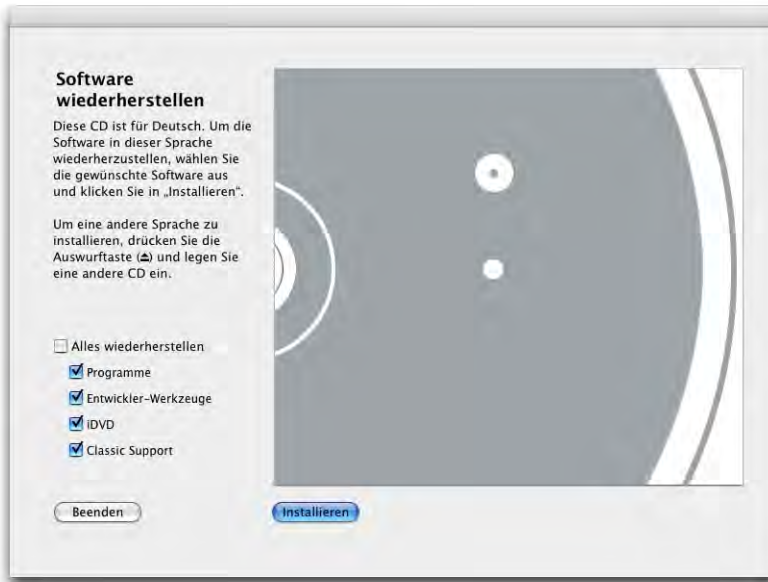 Software
wiederherstellen
Diese CD ist für Deutsch. Um die
Software in dieser Sprache
wiederherzustellen, wählen Sie
die gewünschte Software aus
und klicken Sie in „Installieren“.
Um eine andere Sprache zu
installieren, drücken Sie die
Auswurftaste (⏏) und legen Sie
eine andere CD ein.
Alles wiederherstellen
Programme
Entwickler-Werkzeuge
iDVD
Classic Support
Beenden
Installieren